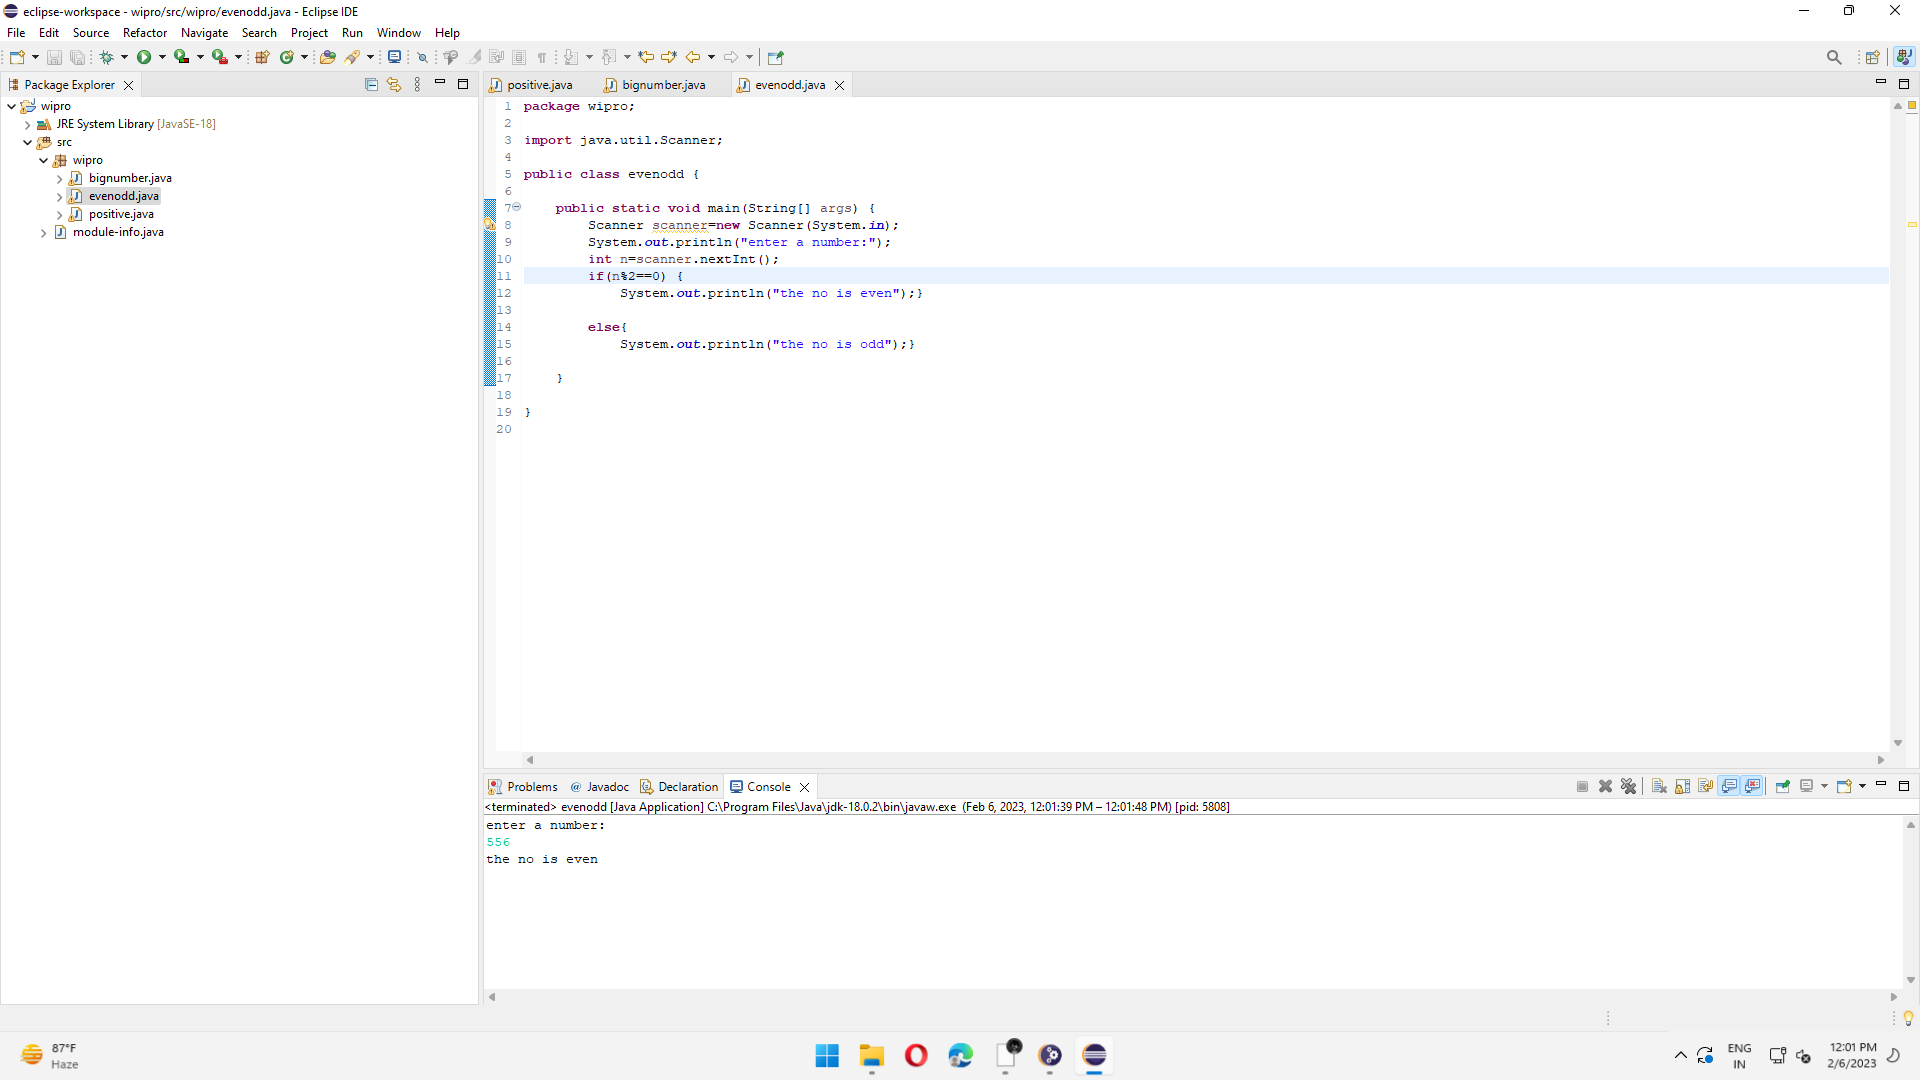 eclipse-workspace - wipro/src/wipro/evenodd.java - Eclipse IDE
File Edit Source Refactor Navigate Search Project Run Window Help
Package Explorer
positive.java bignumber.java evenodd.java
wipro
JRE System Library [JavaSE-18]
src
wipro
bignumber.java
evenodd.java
positive.java
module-info.java
1 package wipro;
2
3 import java.util.Scanner;
4
5 public class evenodd {
6
7 public static void main(String[] args) {
8 Scanner scanner=new Scanner(System.in);
9 System.out.println("enter a number:");
10 int n=scanner.nextInt();
11 if(n%2==0) {
12 System.out.println("the no is even");}
13
14 else{
15 System.out.println("the no is odd");}
16
17 }
18
19 }
20
Problems @ Javadoc Declaration Console
<terminated> evenodd [Java Application] C:\Program Files\Java\jdk-18.0.2\bin\javaw.exe (Feb 6, 2023, 12:01:39 PM – 12:01:48 PM) [pid: 5808]
enter a number:
556
the no is even
87°F
Haze
ENG
IN
12:01 PM
2/6/2023